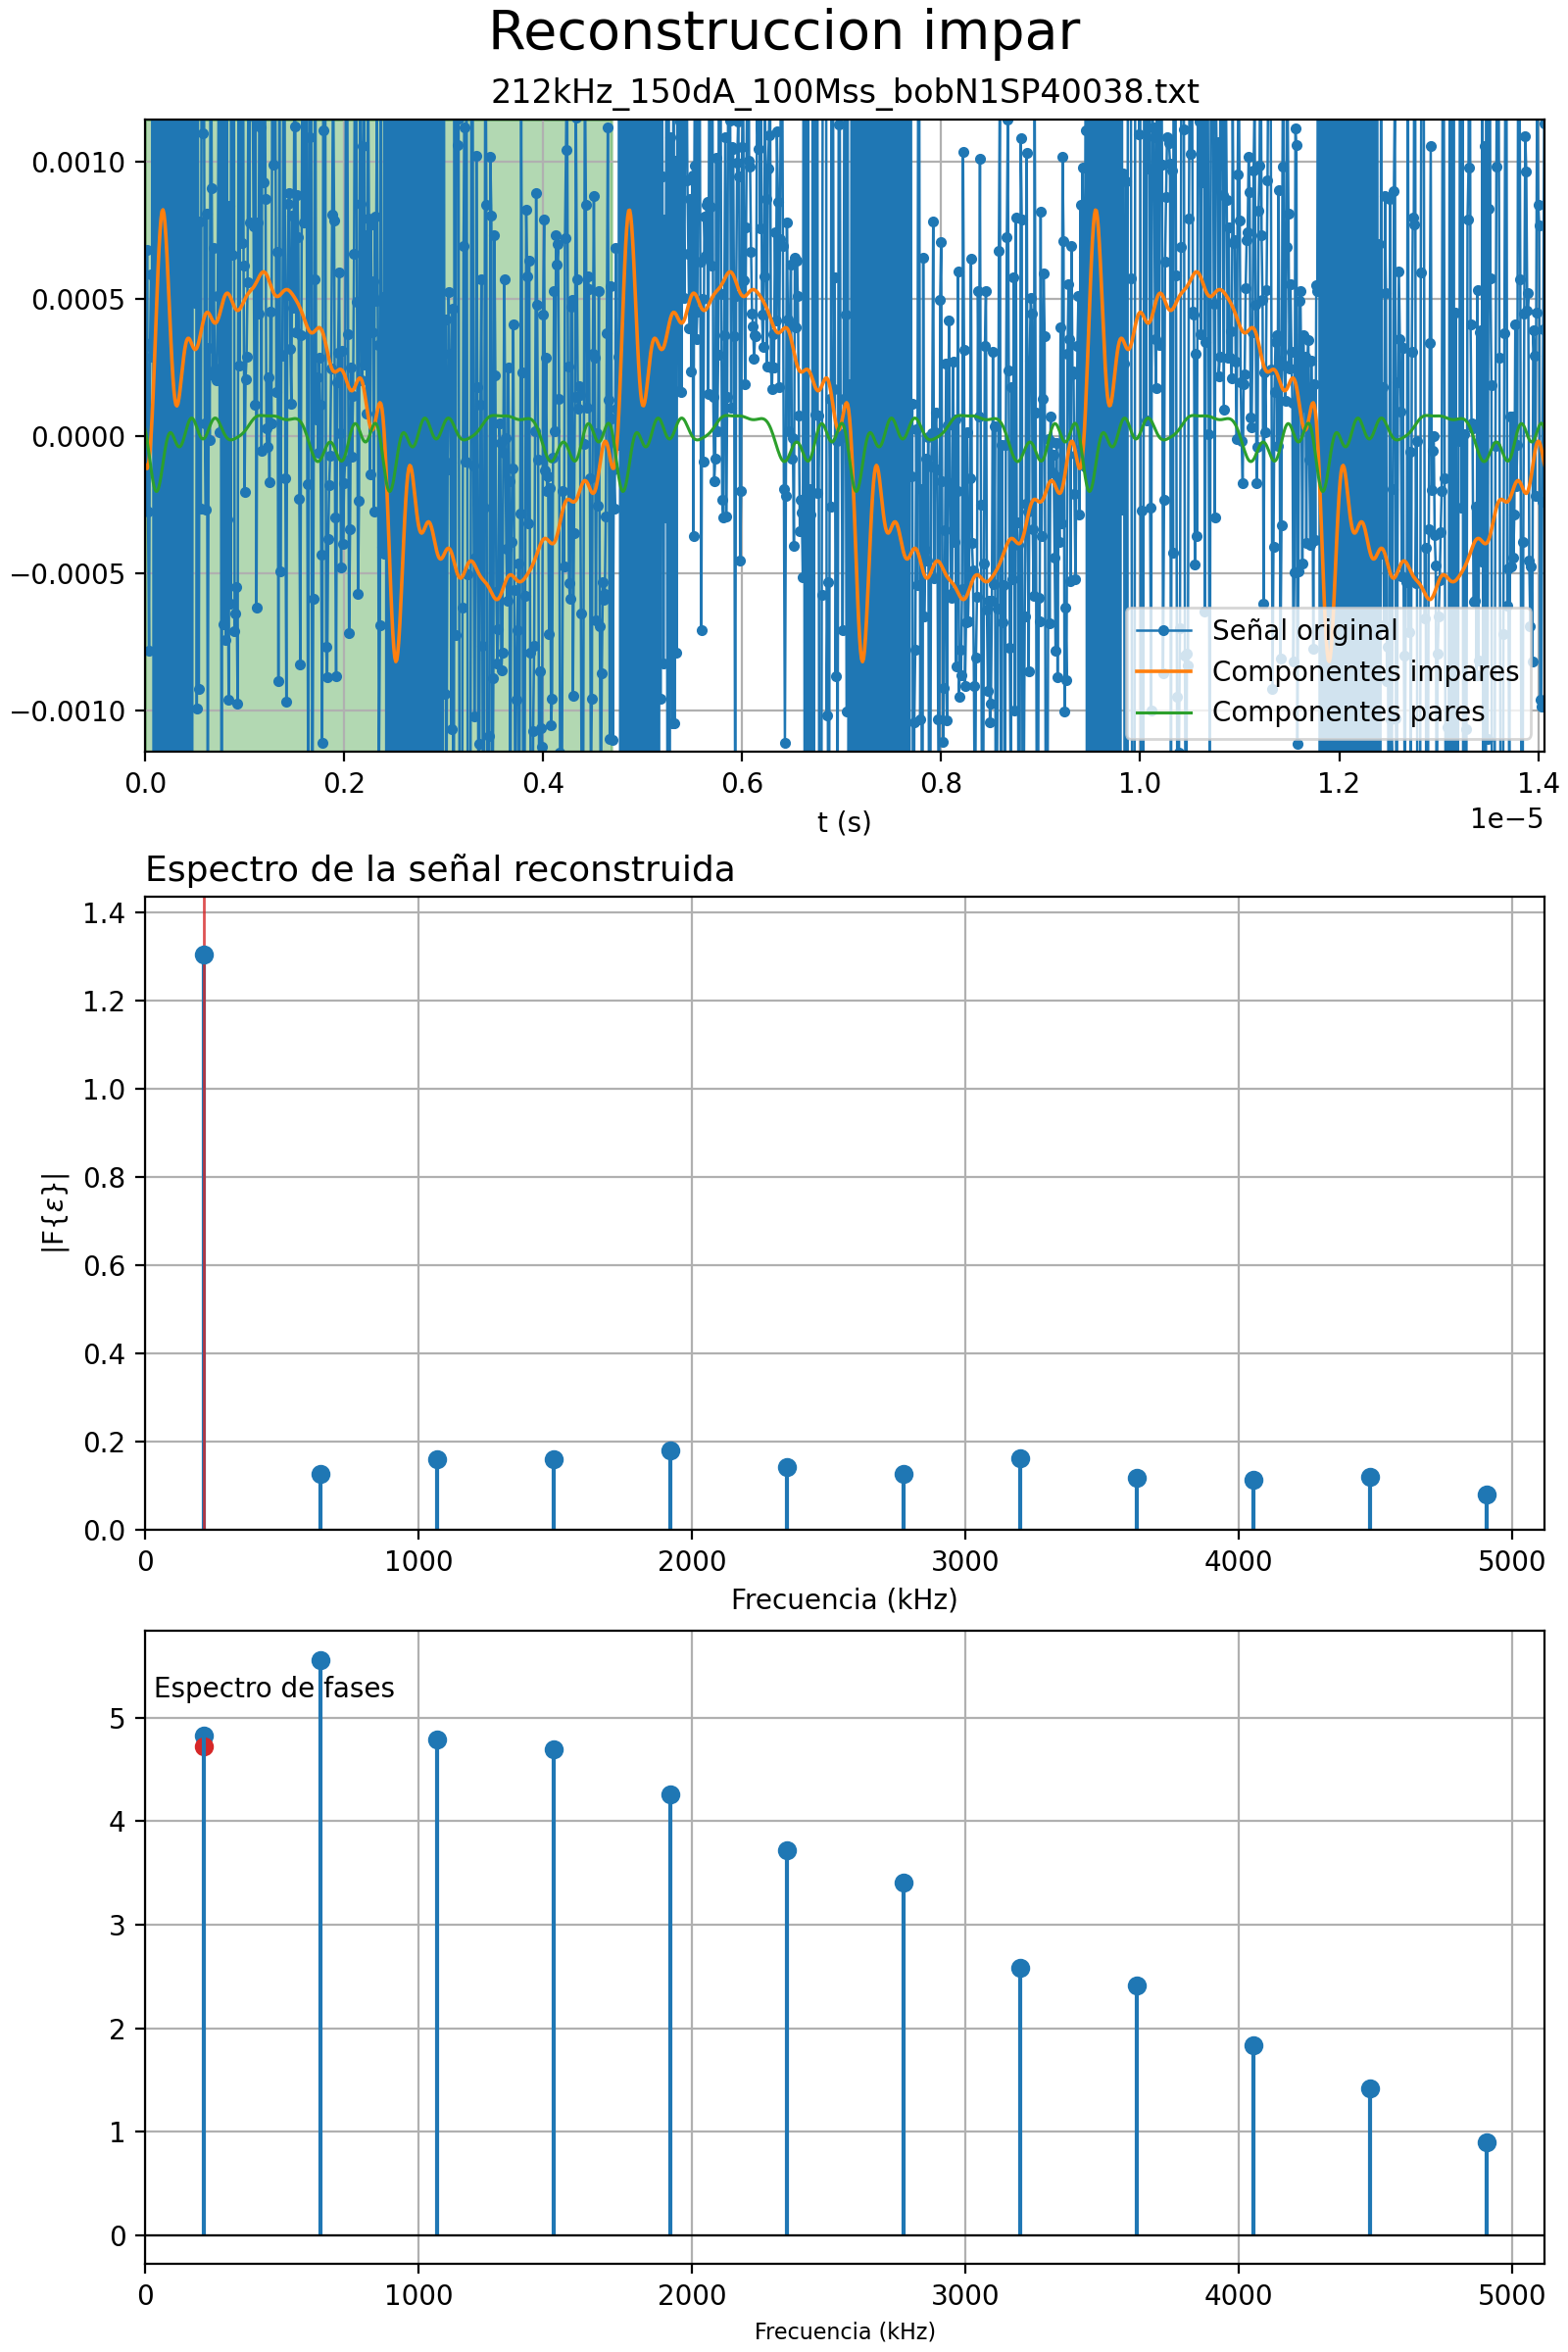 Reconstruccion impar
212kHz_150dA_100Mss_bobN1SP40038.txt
0.0010
0.0005
0.0000
−0.0005
−0.0010
Señal original
Componentes impares
Componentes pares
0.0 0.2 0.4 0.6 0.8 1.0 1.2 1.4
t (s)
1e−5
Espectro de la señal reconstruida
1.4
1.2
1.0
0.8
0.6
0.4
0.2
0.0
|F{ε}|
0 1000 2000 3000 4000 5000
Frecuencia (kHz)
Espectro de fases
5
4
3
2
1
0
0 1000 2000 3000 4000 5000
Frecuencia (kHz)